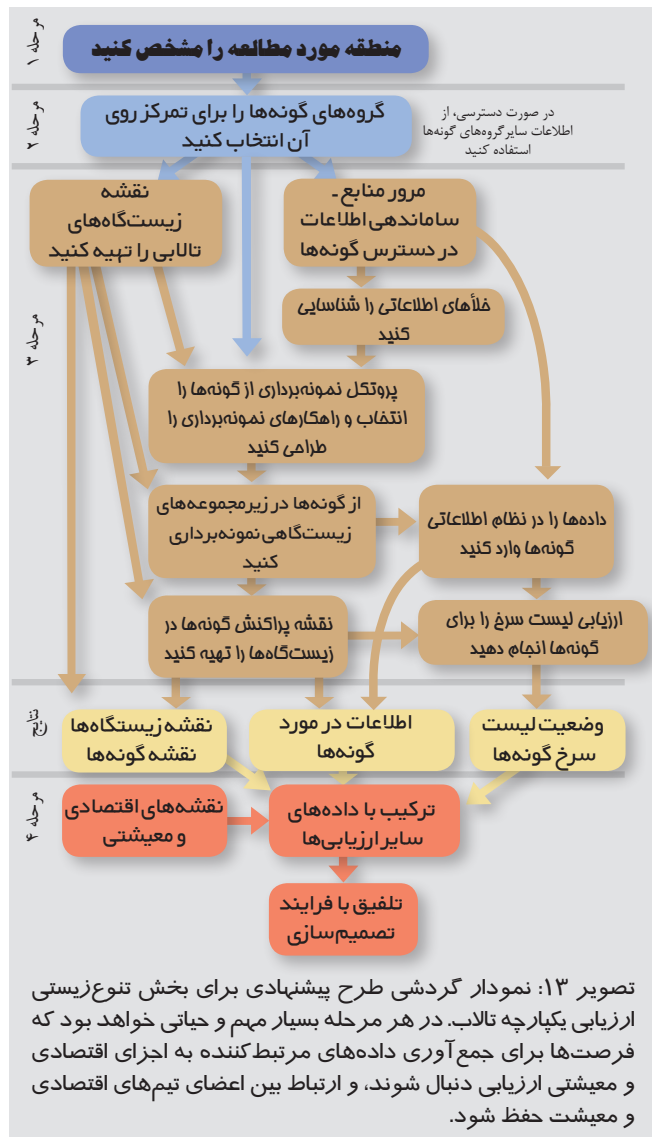 مرحله ۱
منطقه مورد مطالعه را مشخص کنید
مرحله ۲
گروه‌های گونه‌ها را برای تمرکز روی
آن انتخاب کنید
در صورت دسترسی، از
اطلاعات سایر گروه‌های گونه‌ها
استفاده کنید
مرحله ۳
نقشه
زیست‌گاه‌های
تالابی را تهیه کنید
مرور منابع -
ساماندهی اطلاعات
در دسترس گونه‌ها
خلأهای اطلاعاتی را شناسایی
کنید
پروتکل نمونه‌برداری از گونه‌ها را
انتخاب و راهکارهای نمونه‌برداری را
طراحی کنید
از گونه‌ها در زیرمجموعه‌های
زیست‌گاهی نمونه‌برداری
کنید
داده‌ها را در نظام اطلاعاتی
گونه‌ها وارد کنید
نقشه پراکنش گونه‌ها در
زیست‌گاه‌ها را تهیه کنید
ارزیابی لیست سرخ را برای
گونه‌ها انجام دهید
نتایج
نقشه زیستگاه‌ها
نقشه گونه‌ها
اطلاعات در مورد
گونه‌ها
وضعیت لیست
سرخ گونه‌ها
مرحله ۴
نقشه‌های اقتصادی
و معیشتی
ترکیب با داده‌های
سایر ارزیابی‌ها
تلفیق با فرایند
تصمیم‌سازی
تصویر ۱۳: نمودار گردشی طرح پیشنهادی برای بخش تنوع‌زیستی
ارزیابی یکپارچه تالاب. در هر مرحله بسیار مهم و حیاتی خواهد بود که
فرصت‌ها برای جمع‌آوری داده‌های مرتبط‌کننده به اجزای اقتصادی
و معیشتی ارزیابی دنبال شوند، و ارتباط بین اعضای تیم‌های اقتصادی
و معیشت حفظ شود.